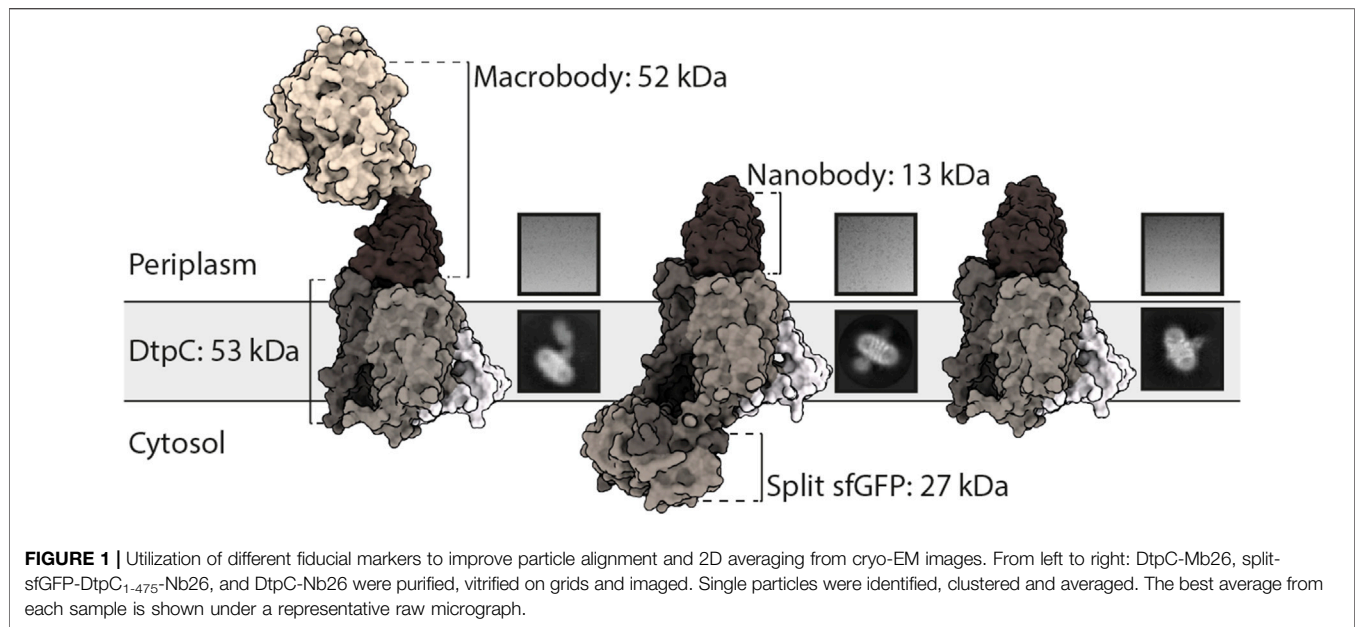 Macrobody: 52 kDa
Nanobody: 13 kDa
Periplasm
DtpC: 53 kDa
Cytosol
Split sfGFP: 27 kDa
FIGURE 1 | Utilization of different fiducial markers to improve particle alignment and 2D averaging from cryo-EM images. From left to right: DtpC-Mb26, split-
sfGFP-DtpC1-475-Nb26, and DtpC-Nb26 were purified, vitrified on grids and imaged. Single particles were identified, clustered and averaged. The best average from
each sample is shown under a representative raw micrograph.